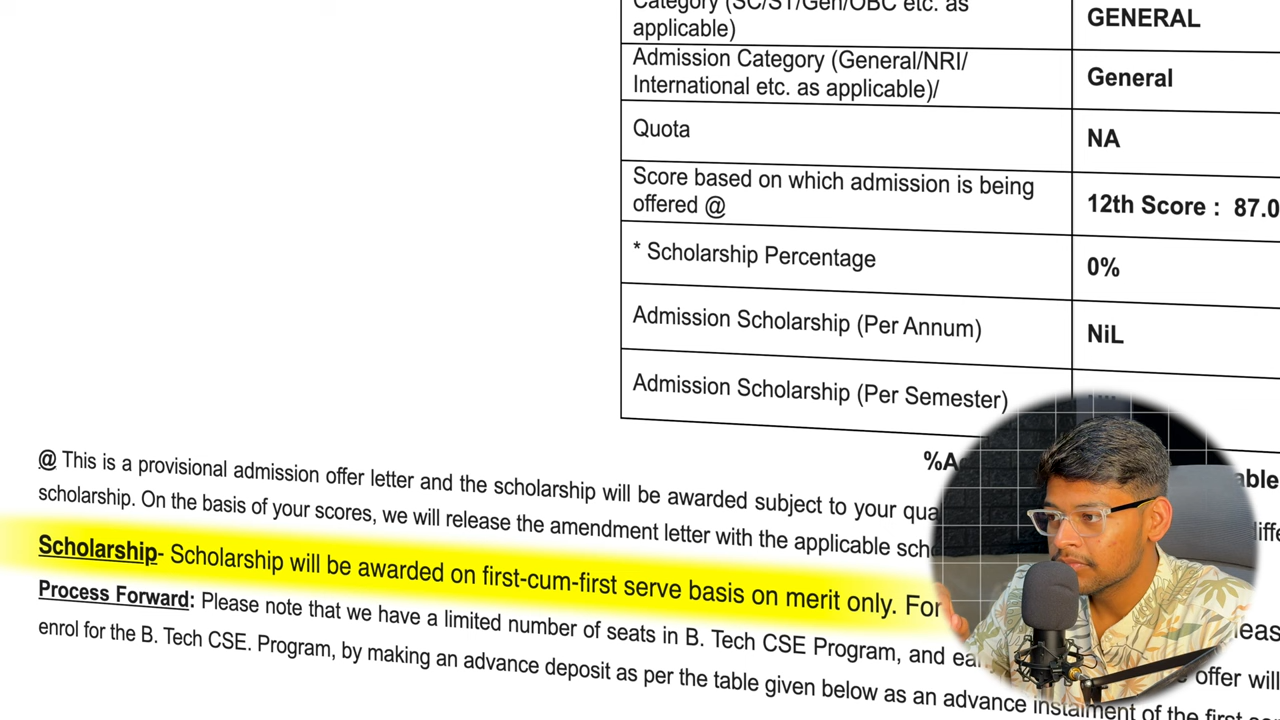 Category (SC/ST/Gen/OBC etc. as
applicable)
GENERAL
Admission Category (General/NRI/
International etc. as applicable)/
General
Quota
NA
Score based on which admission is being
offered @
12th Score : 87.0
* Scholarship Percentage
0%
Admission Scholarship (Per Annum)
NiL
Admission Scholarship (Per Semester)
@ This is a provisional admission offer letter and the scholarship will be awarded subject to your
scholarship. On the basis of your scores, we will release the amendment letter with the applicable
Scholarship- Scholarship will be awarded on first-cum-first serve basis on merit only. For
Process Forward: Please note that we have a limited number of seats in B. Tech CSE Program, and offer will
enrol for the B. Tech CSE. Program, by making an advance deposit as per the table given below as an advance instalment of the